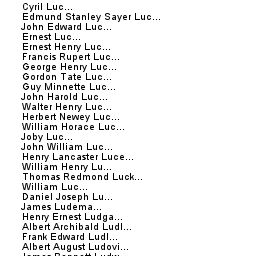 Cyril Luc...
Edmund Stanley Sayer Luc...
John Edward Luc...
Ernest Luc...
Ernest Henry Luc...
Francis Rupert Luc...
George Henry Luc...
Gordon Tate Luc...
Guy Minnette Luc...
John Harold Luc...
Walter Henry Luc...
Herbert Newey Luc...
William Horace Luc...
Joby Luc...
John William Luc...
Henry Lancaster Luce...
William Henry Lu...
Thomas Redmond Luck...
William Luc...
Daniel Joseph Lu...
James Ludema...
Henry Ernest Ludga...
Albert Archibald Ludl...
Frank Edward Ludl...
Albert August Ludovi...
James Bennett Ludw...